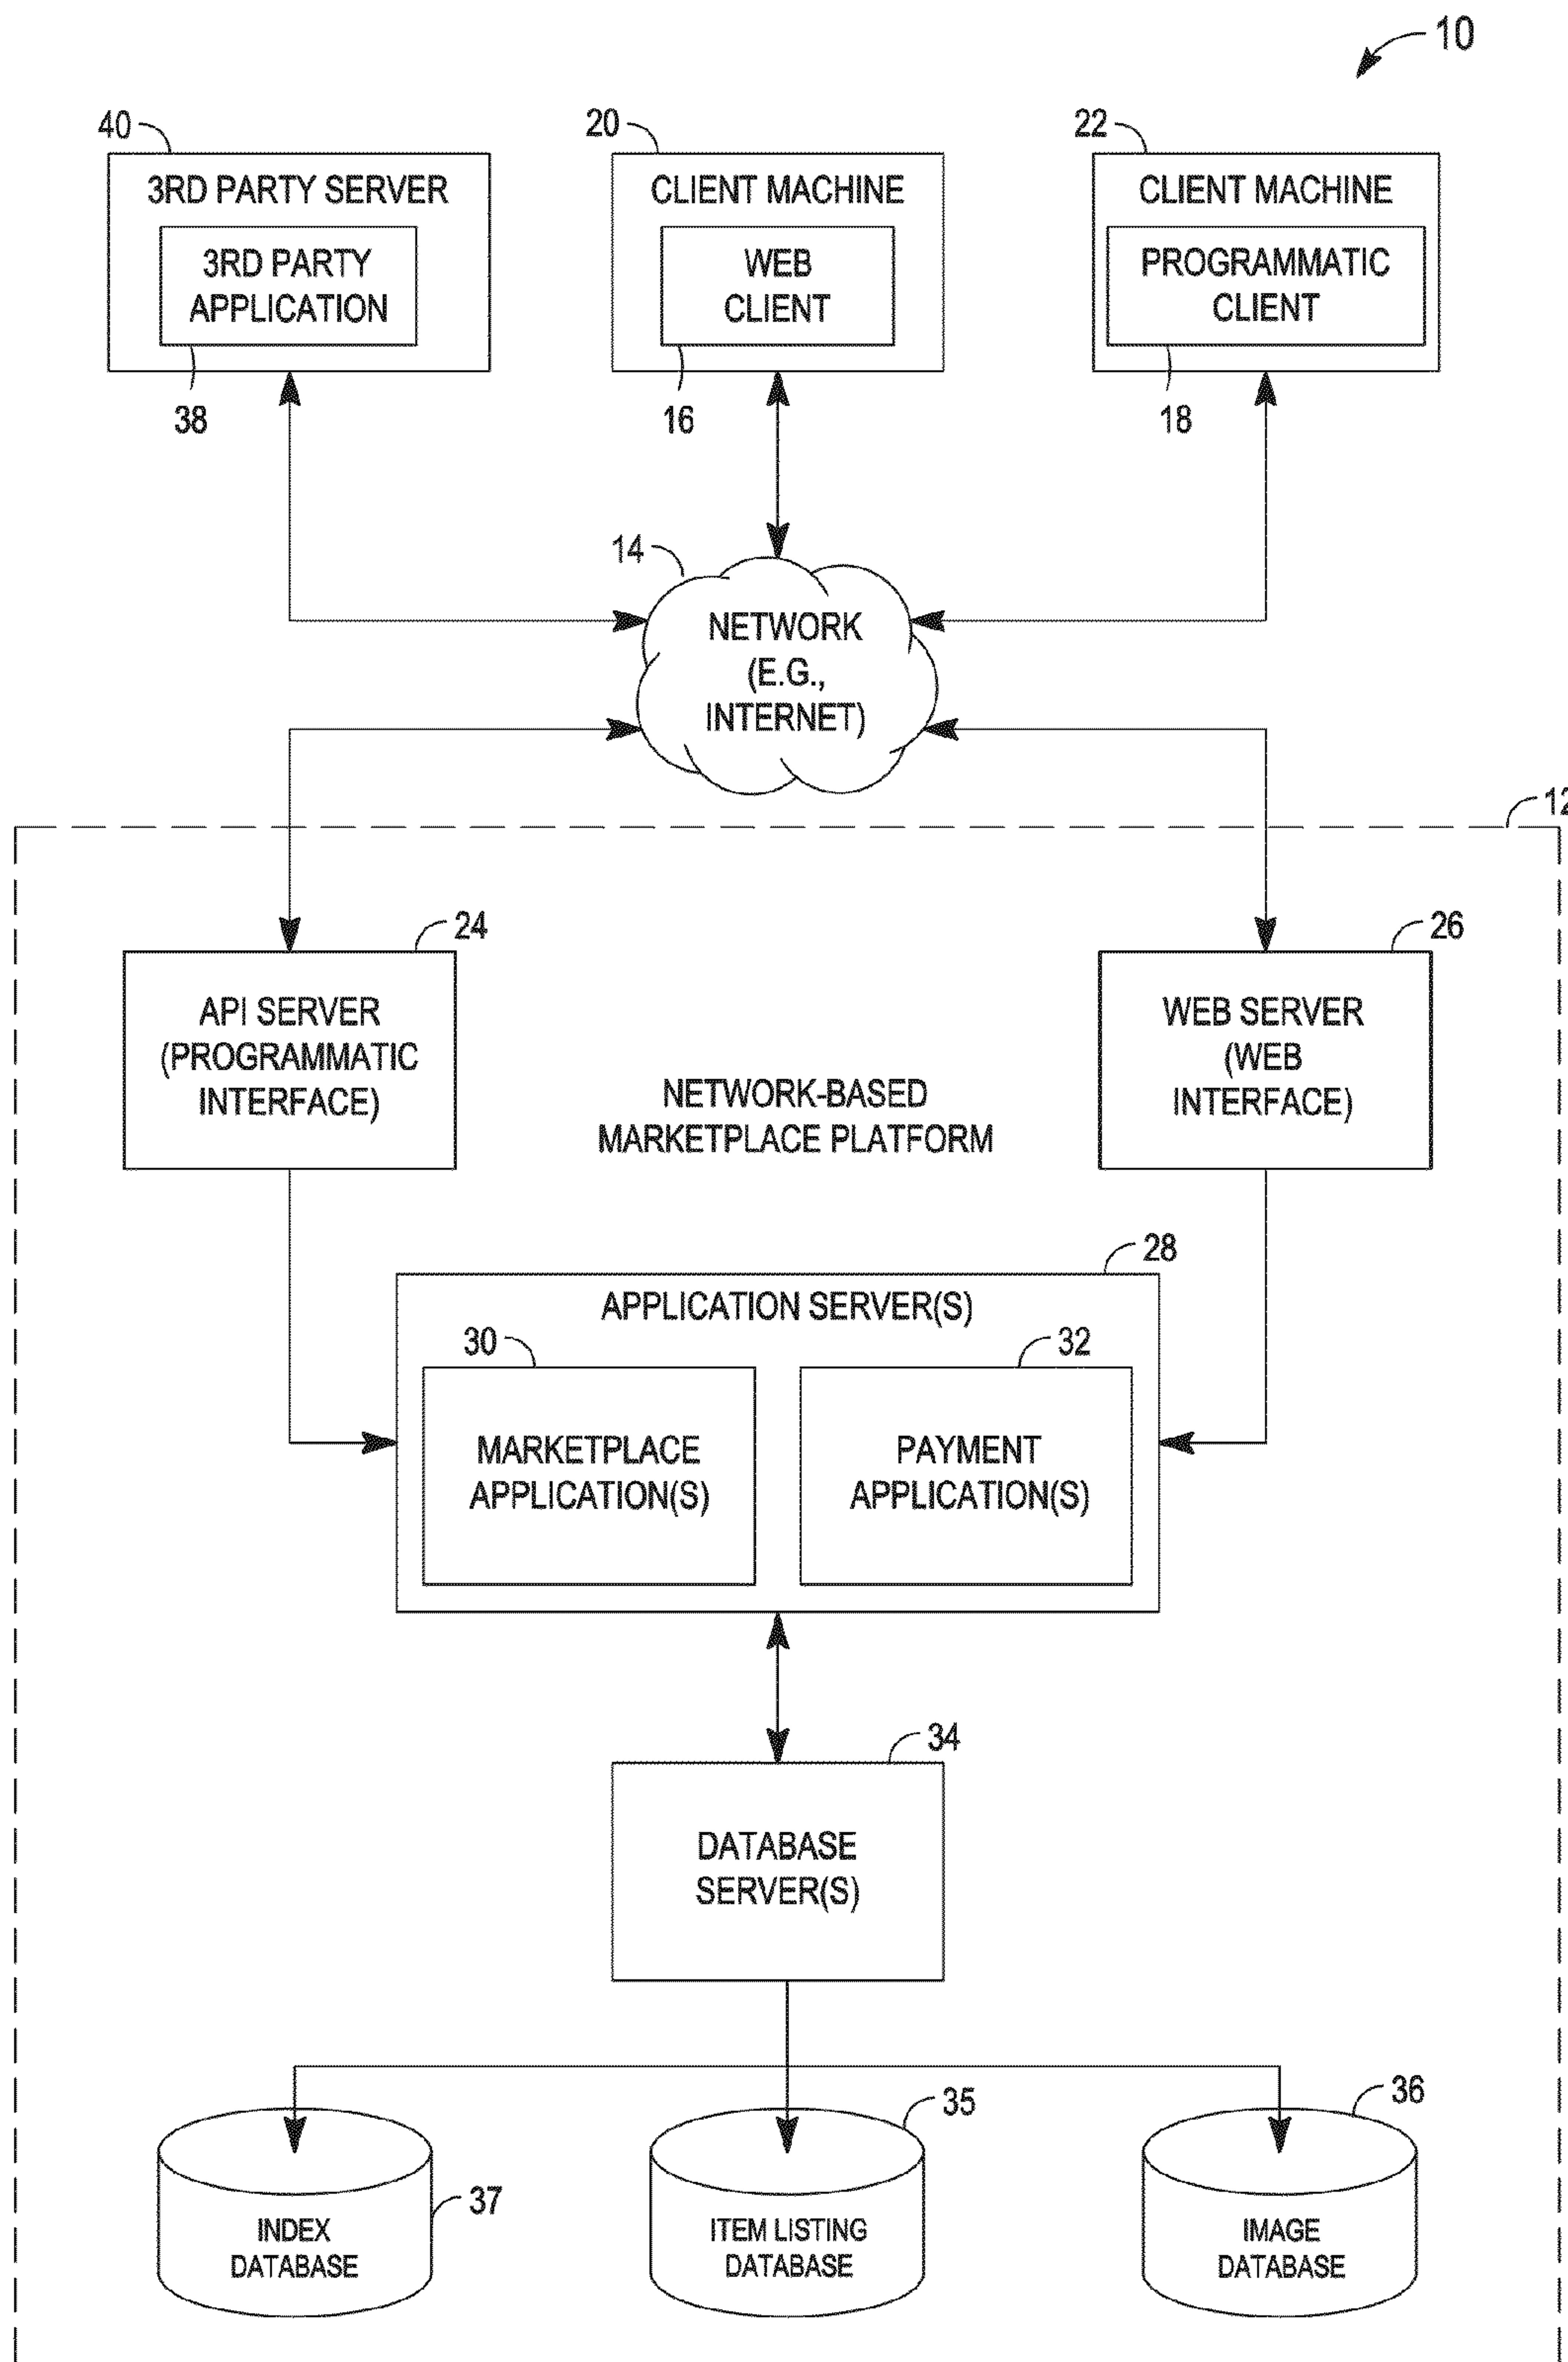 10
40
20
22
3RD PARTY SERVER
CLIENT MACHINE
CLIENT MACHINE
3RD PARTY
APPLICATION
WEB
CLIENT
PROGRAMMATIC
CLIENT
38
16
18
14
NETWORK
(E.G.,
INTERNET)
12
24
26
API SERVER
(PROGRAMMATIC
INTERFACE)
WEB SERVER
(WEB
INTERFACE)
NETWORK-BASED
MARKETPLACE PLATFORM
28
APPLICATION SERVER(S)
30
32
MARKETPLACE
APPLICATION(S)
PAYMENT
APPLICATION(S)
34
DATABASE
SERVER(S)
35
36
37
INDEX
DATABASE
ITEM LISTING
DATABASE
IMAGE
DATABASE